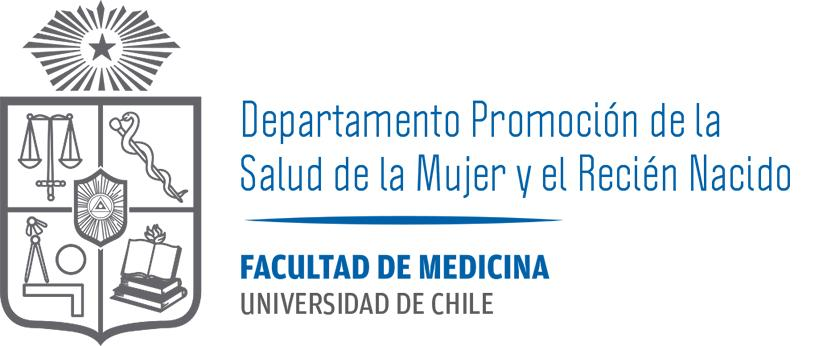 Departamento Promoción de la
Salud de la Mujer y el Recién Nacido
FACULTAD DE MEDICINA
UNIVERSIDAD DE CHILE